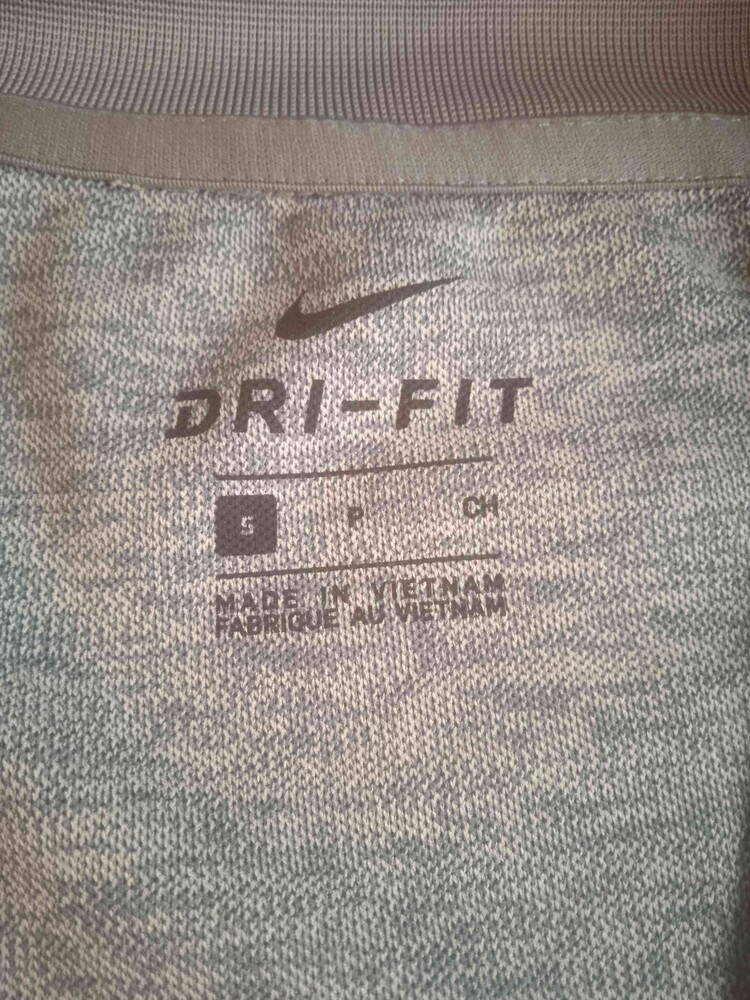 DRI-FIT
S P CH
MADE IN VIETNAM
FABRIQUE AU VIETNAM